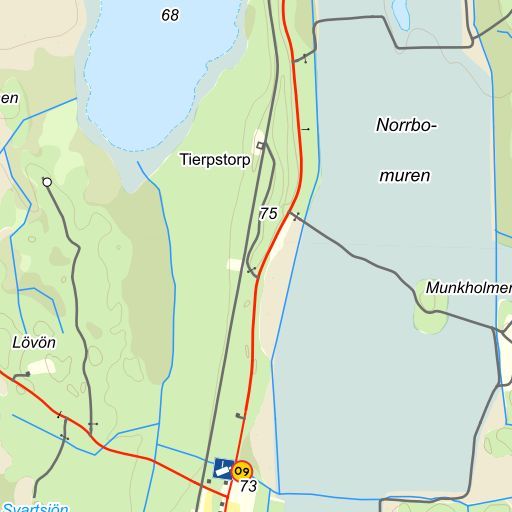 68
en
Norrbo-
Tierpstorp
muren
75
Munkholmen
Lövön
09
73
Svartsjön